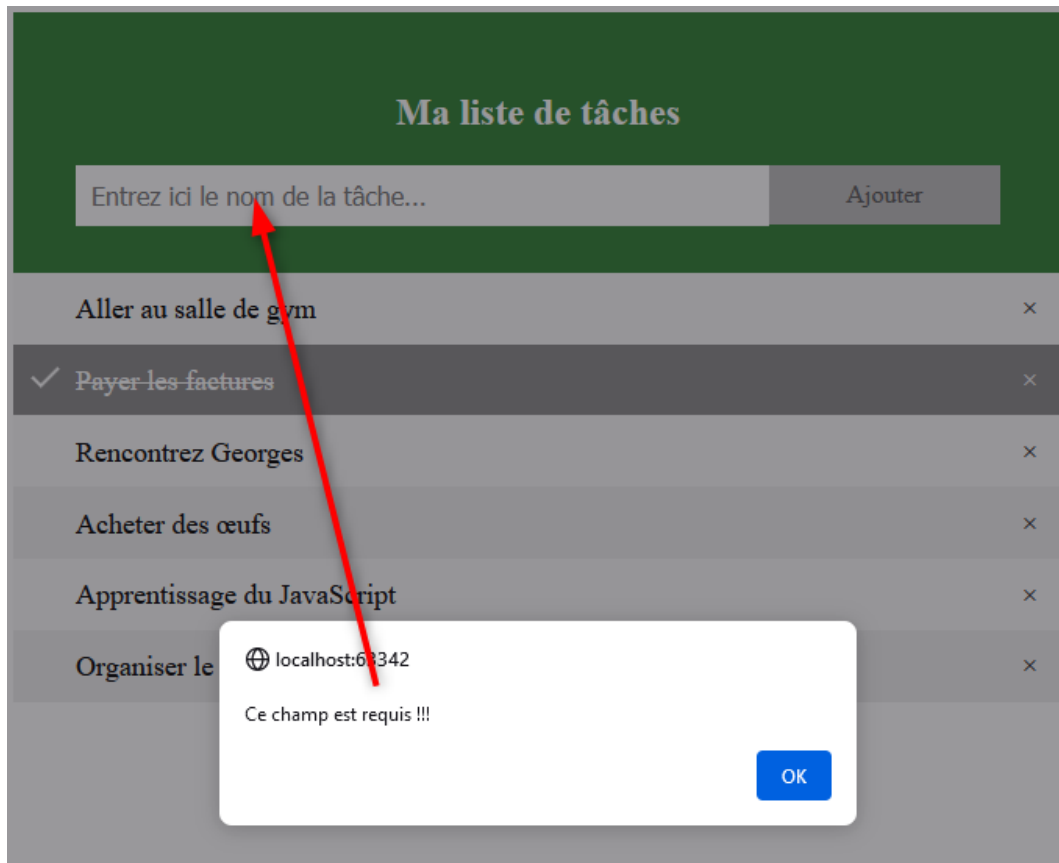 Ma liste de tâches
Entrez ici le nom de la tâche...
Ajouter
Aller au salle de gym ×
Payer les factures ×
Rencontrez Georges ×
Acheter des œufs ×
Apprentissage du JavaScript ×
Organiser le ×
localhost:63342
Ce champ est requis !!!
OK